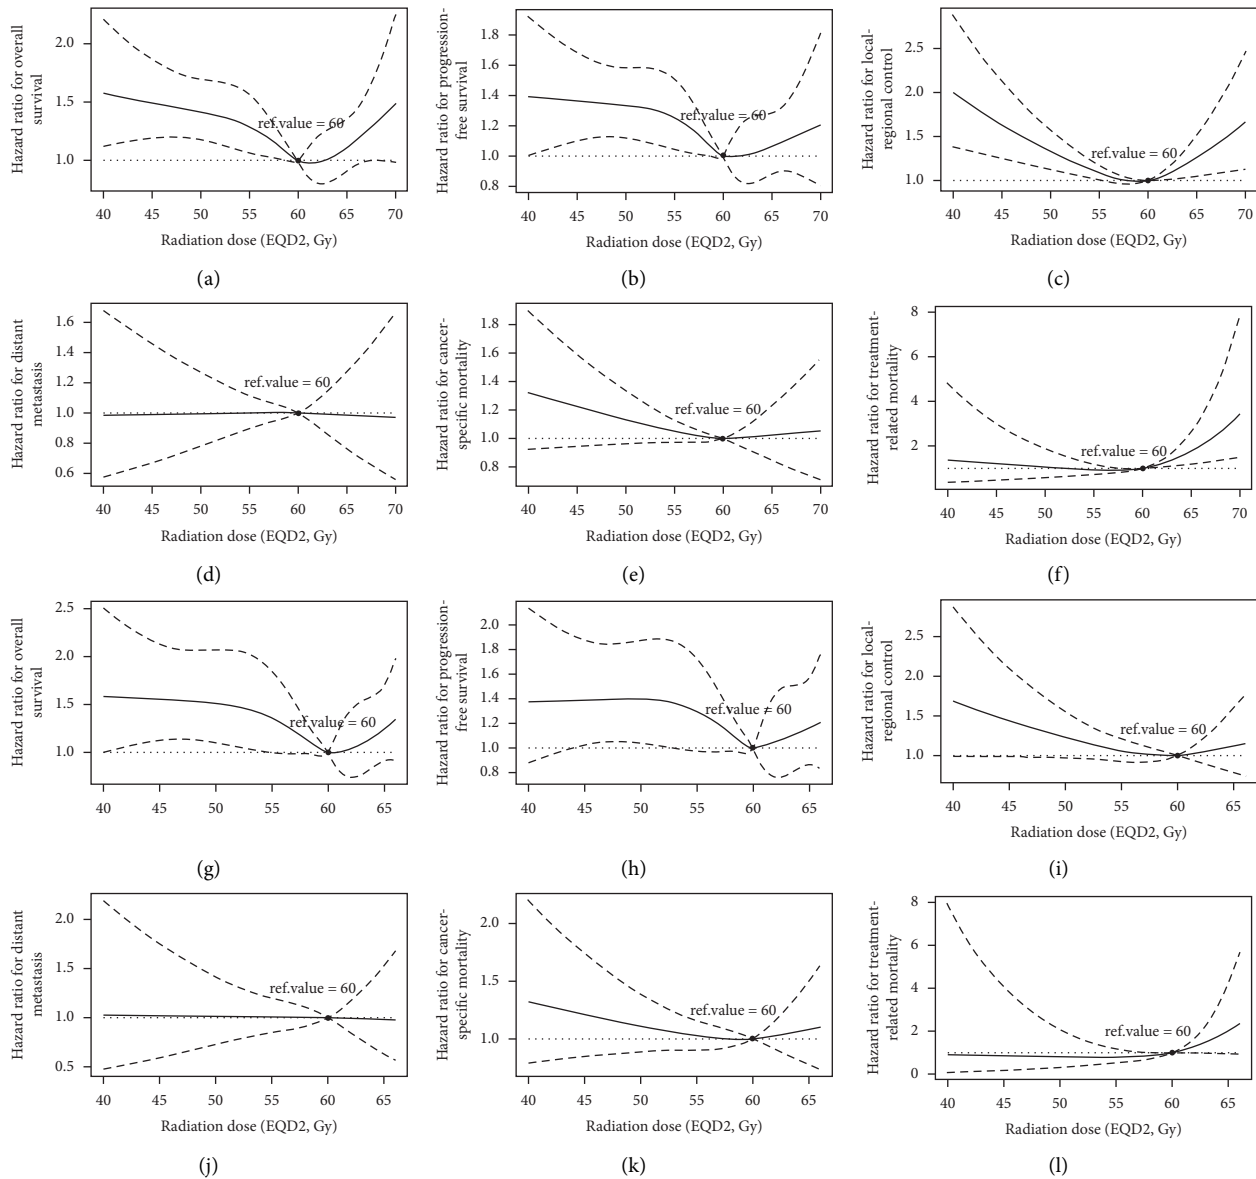 Hazard ratio for overall
survival
2.0
1.5
1.0
ref.value = 60
40 45 50 55 60 65 70
Radiation dose (EQD2, Gy)
(a)
Hazard ratio for progression-
free survival
1.8
1.6
1.4
1.2
1.0
0.8
ref.value = 60
40 45 50 55 60 65 70
Radiation dose (EQD2, Gy)
(b)
Hazard ratio for local-
regional control
2.5
2.0
1.5
1.0
ref.value = 60
40 45 50 55 60 65 70
Radiation dose (EQD2, Gy)
(c)
Hazard ratio for distant
metastasis
1.6
1.4
1.2
1.0
0.8
0.6
ref.value = 60
40 45 50 55 60 65 70
Radiation dose (EQD2, Gy)
(d)
Hazard ratio for cancer-
specific mortality
1.8
1.6
1.4
1.2
1.0
0.8
ref.value = 60
40 45 50 55 60 65 70
Radiation dose (EQD2, Gy)
(e)
Hazard ratio for treatment-
related mortality
8
6
4
2
ref.value = 60
40 45 50 55 60 65 70
Radiation dose (EQD2, Gy)
(f)
Hazard ratio for overall
survival
2.5
2.0
1.5
1.0
ref.value = 60
40 45 50 55 60 65
(g)
Hazard ratio for progression-
free survival
2.0
1.8
1.6
1.4
1.2
1.0
0.8
ref.value = 60
40 45 50 55 60 65
(h)
Hazard ratio for local-
regional control
2.5
2.0
1.5
1.0
ref.value = 60
40 45 50 55 60 65
Radiation dose (EQD2, Gy)
(i)
Hazard ratio for distant
metastasis
2.0
1.5
1.0
0.5
ref.value = 60
40 45 50 55 60 65
Radiation dose (EQD2, Gy)
(j)
Hazard ratio for cancer-
specific mortality
2.0
1.5
1.0
ref.value = 60
40 45 50 55 60 65
Radiation dose (EQD2, Gy)
(k)
Hazard ratio for treatment-
related mortality
8
6
4
2
0
ref.value = 60
40 45 50 55 60 65
Radiation dose (EQD2, Gy)
(l)